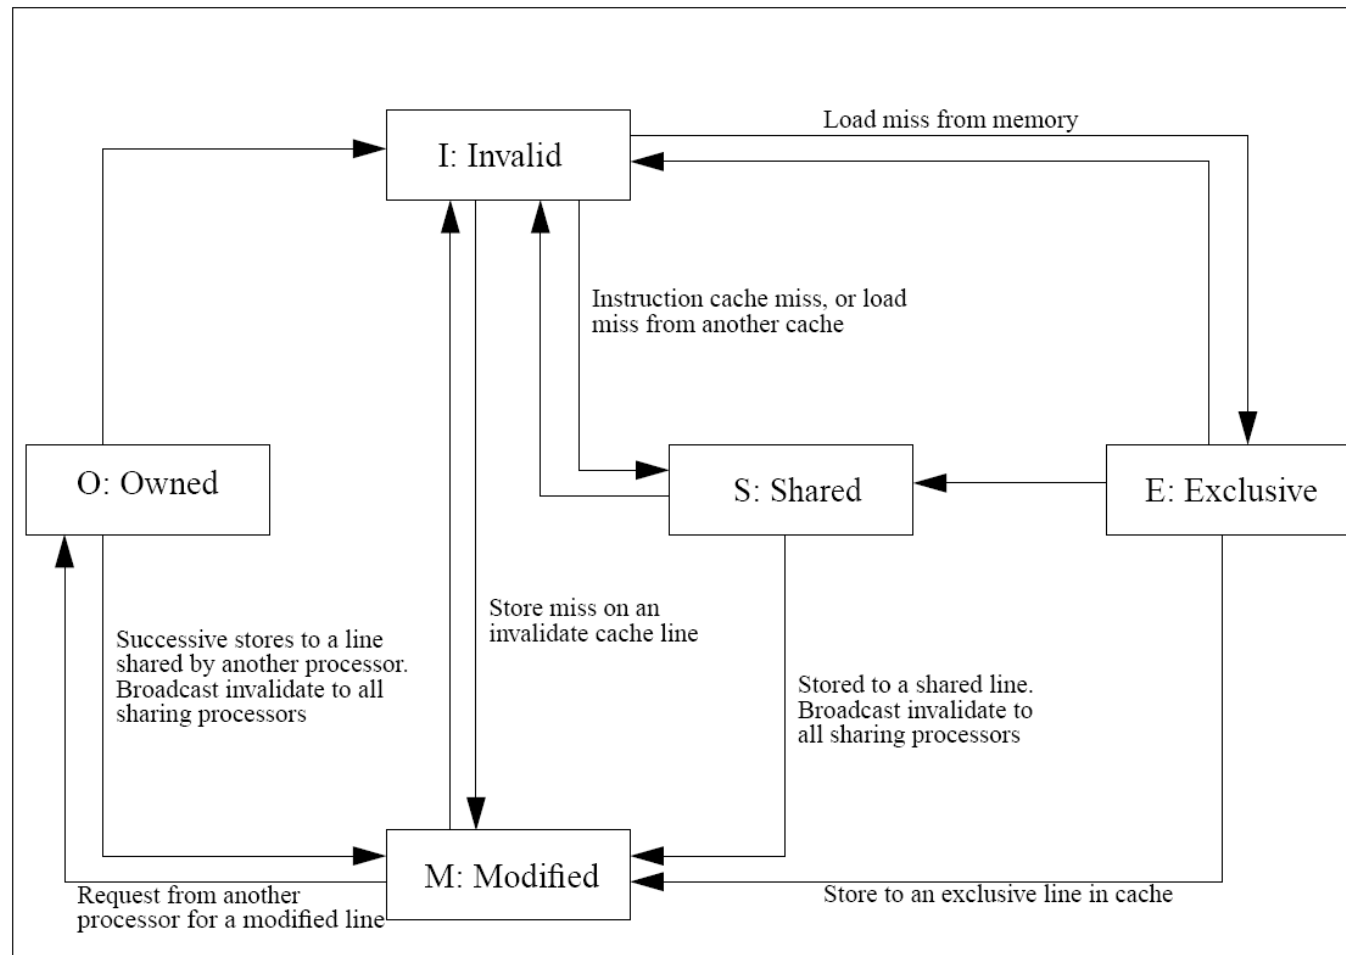 Load miss from memory
I: Invalid
Instruction cache miss, or load
miss from another cache
O: Owned
S: Shared
E: Exclusive
Store miss on an
invalidate cache line
Successive stores to a line
shared by another processor.
Broadcast invalidate to all
sharing processors
Stored to a shared line.
Broadcast invalidate to
all sharing processors
M: Modified
Request from another
processor for a modified line
Store to an exclusive line in cache